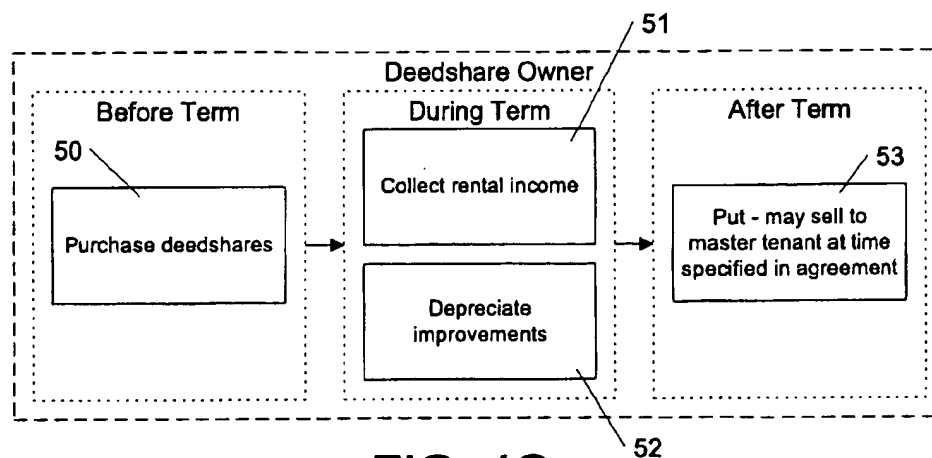 51
Deedshare Owner
Before Term
During Term
After Term
50
53
Collect rental income
Purchase deedshares
Put - may sell to
master tenant at time
specified in agreement
Depreciate
improvements
52